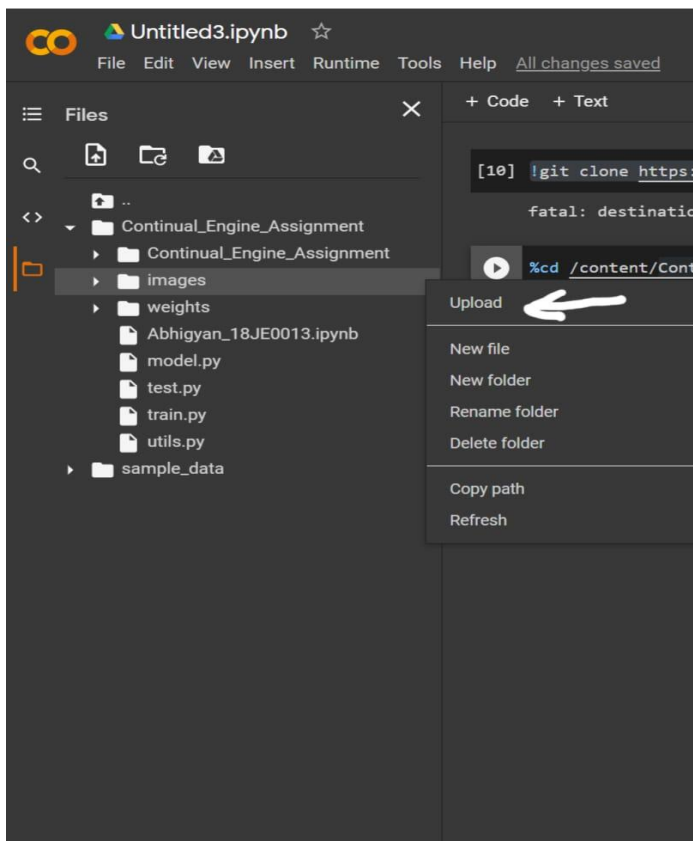 Untitled3.ipynb
File Edit View Insert Runtime Tools Help All changes saved
Files
+ Code + Text
..
Continual_Engine_Assignment
Continual_Engine_Assignment
images
weights
Abhigyan_18JE0013.ipynb
model.py
test.py
train.py
utils.py
sample_data
[10] !git clone https:
fatal: destinatio
%cd /content/Cont
Upload
New file
New folder
Rename folder
Delete folder
Copy path
Refresh